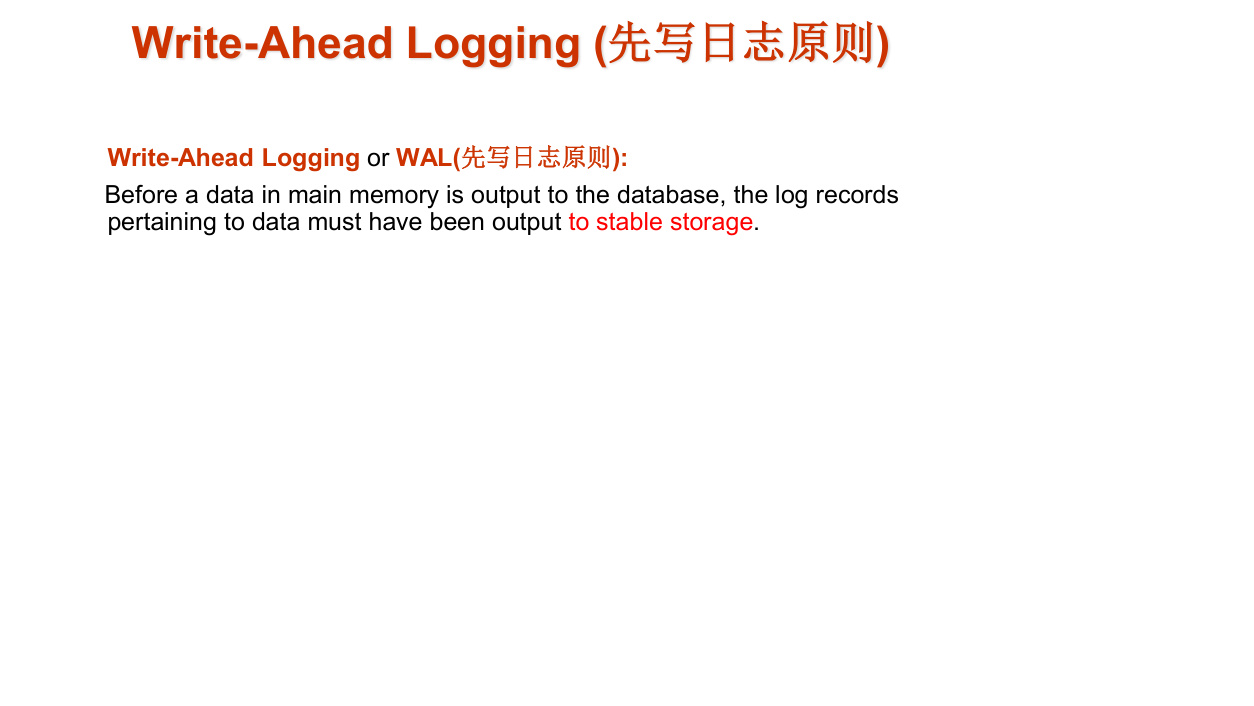 Write-Ahead Logging (先写日志原则)
Write-Ahead Logging or WAL(先写日志原则):
Before a data in main memory is output to the database, the log records
pertaining to data must have been output to stable storage.